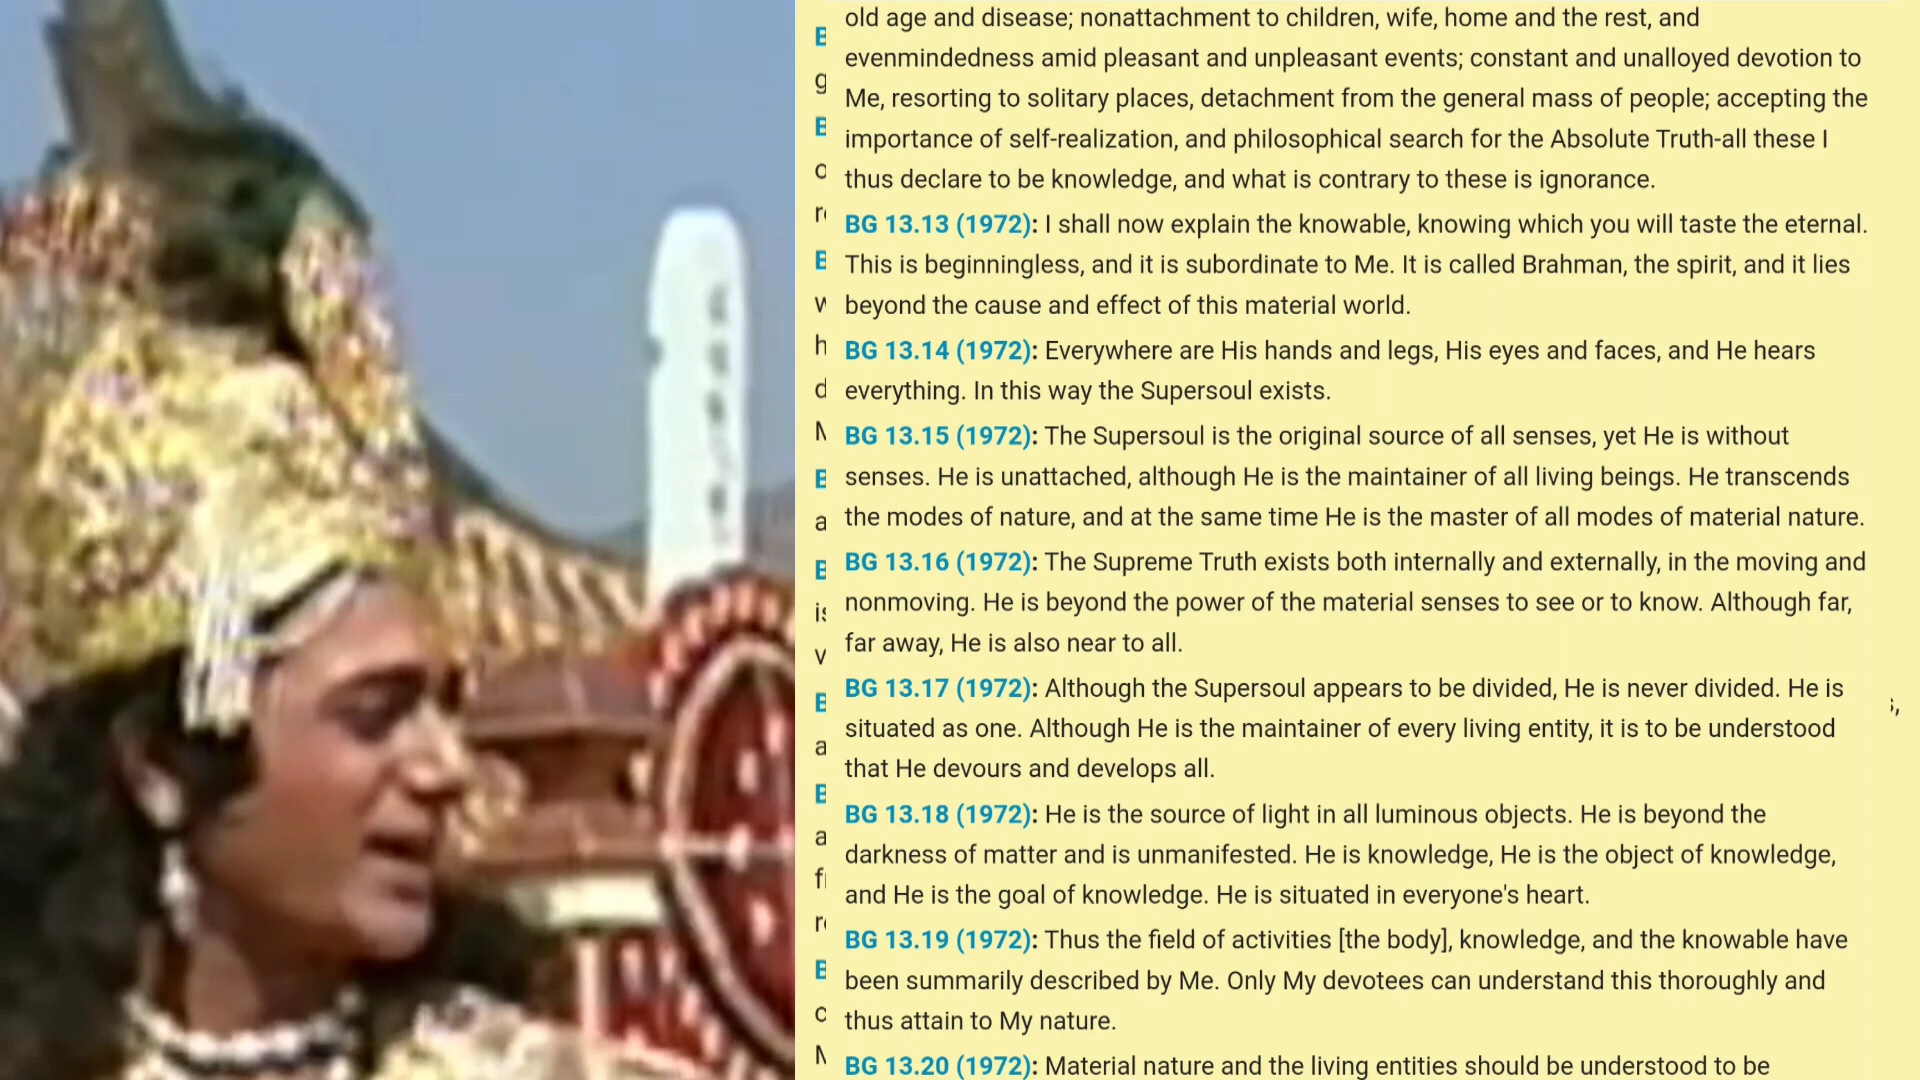 old age and disease; nonattachment to children, wife, home and the rest, and
evenmindedness amid pleasant and unpleasant events; constant and unalloyed devotion to
Me, resorting to solitary places, detachment from the general mass of people; accepting the
importance of self-realization, and philosophical search for the Absolute Truth-all these I
thus declare to be knowledge, and what is contrary to these is ignorance.
BG 13.13 (1972): I shall now explain the knowable, knowing which you will taste the eternal.
This is beginningless, and it is subordinate to Me. It is called Brahman, the spirit, and it lies
beyond the cause and effect of this material world.
BG 13.14 (1972): Everywhere are His hands and legs, His eyes and faces, and He hears
everything. In this way the Supersoul exists.
BG 13.15 (1972): The Supersoul is the original source of all senses, yet He is without
senses. He is unattached, although He is the maintainer of all living beings. He transcends
the modes of nature, and at the same time He is the master of all modes of material nature.
BG 13.16 (1972): The Supreme Truth exists both internally and externally, in the moving and
nonmoving. He is beyond the power of the material senses to see or to know. Although far,
far away, He is also near to all.
BG 13.17 (1972): Although the Supersoul appears to be divided, He is never divided. He is
situated as one. Although He is the maintainer of every living entity, it is to be understood
that He devours and develops all.
BG 13.18 (1972): He is the source of light in all luminous objects. He is beyond the
darkness of matter and is unmanifested. He is knowledge, He is the object of knowledge,
and He is the goal of knowledge. He is situated in everyone's heart.
BG 13.19 (1972): Thus the field of activities [the body], knowledge, and the knowable have
been summarily described by Me. Only My devotees can understand this thoroughly and
thus attain to My nature.
BG 13.20 (1972): Material nature and the living entities should be understood to be